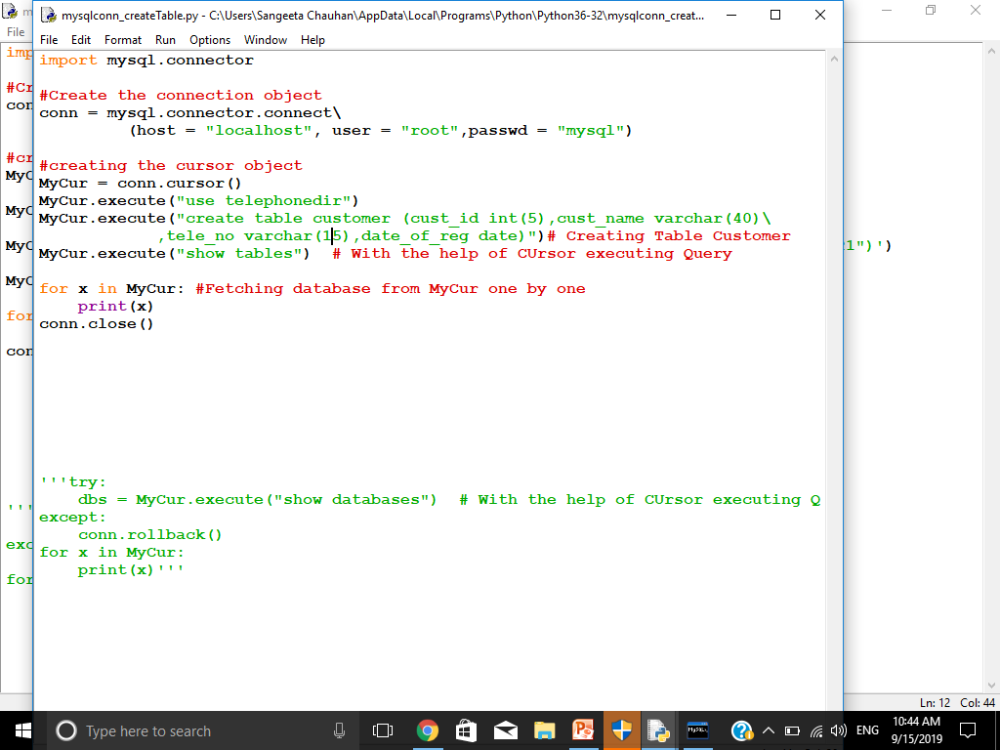 mysqlconn_createTable.py - C:\Users\Sangeeta Chauhan\AppData\Local\Programs\Python\Python36-32\mysqlconn_creat...
File Edit Format Run Options Window Help
import mysql.connector
#Create the connection object
conn = mysql.connector.connect\
(host = "localhost", user = "root",passwd = "mysql")
#creating the cursor object
MyCur = conn.cursor()
MyCur.execute("use telephonedir")
MyCur.execute("create table customer (cust_id int(5),cust_name varchar(40)\
,tele_no varchar(15),date_of_reg date)")# Creating Table Customer
MyCur.execute("show tables")  # With the help of CUrsor executing Query
for x in MyCur: #Fetching database from MyCur one by one
print(x)
conn.close()
'''try:
dbs = MyCur.execute("show databases")  # With the help of CUrsor executing Q
except:
conn.rollback()
for x in MyCur:
print(x)'''
File
imp
#Cr
con
#cr
MyC
MyC
MyC
1")')
MyC
for
con
'''
exc
for
Ln: 12 Col: 44
Type here to search
ENG
10:44 AM
9/15/2019